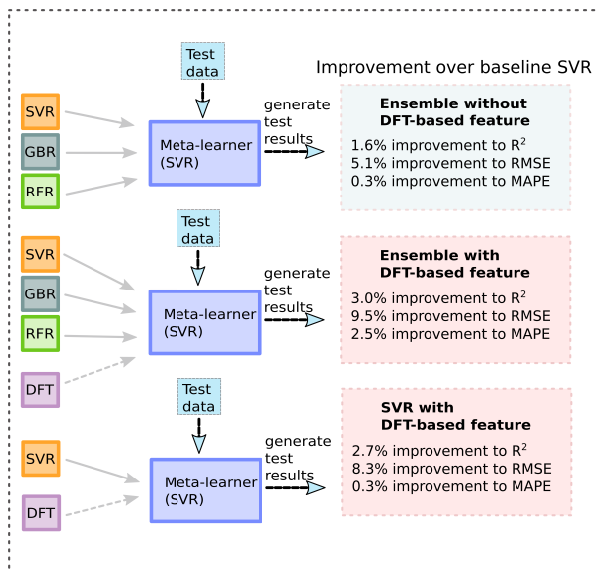 Improvement over baseline SVR
Test
data
SVR
GBR
RFR
Meta-learner
(SVR)
generate
test
results
Ensemble without
DFT-based feature
1.6% improvement to R²
5.1% improvement to RMSE
0.3% improvement to MAPE
Test
data
SVR
GBR
RFR
DFT
Meta-learner
(SVR)
generate
test
results
Ensemble with
DFT-based feature
3.0% improvement to R²
9.5% improvement to RMSE
2.5% improvement to MAPE
Test
data
SVR
DFT
Meta-learner
(SVR)
generate
test
results
SVR with
DFT-based feature
2.7% improvement to R²
8.3% improvement to RMSE
0.3% improvement to MAPE